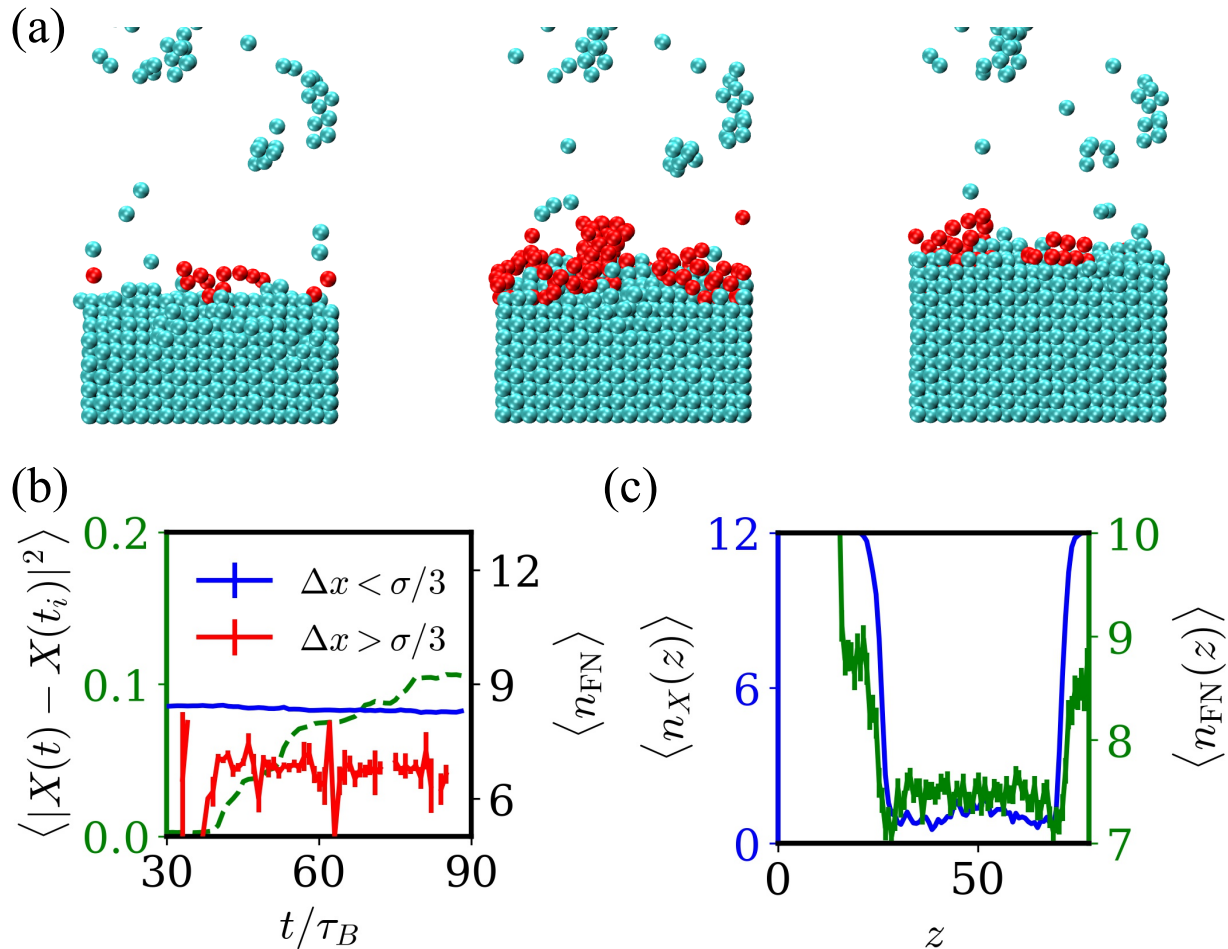 (a)
(b)
⟨|X(t) − X(t_i)|²⟩
0.2
0.1
0.0
Δx < σ/3
Δx > σ/3
12
9
6
⟨n_FN⟩
30 60 90
t/τ_B
(c)
⟨n_X(z)⟩
12
6
0
10
9
8
7
⟨n_FN(z)⟩
0 50
z